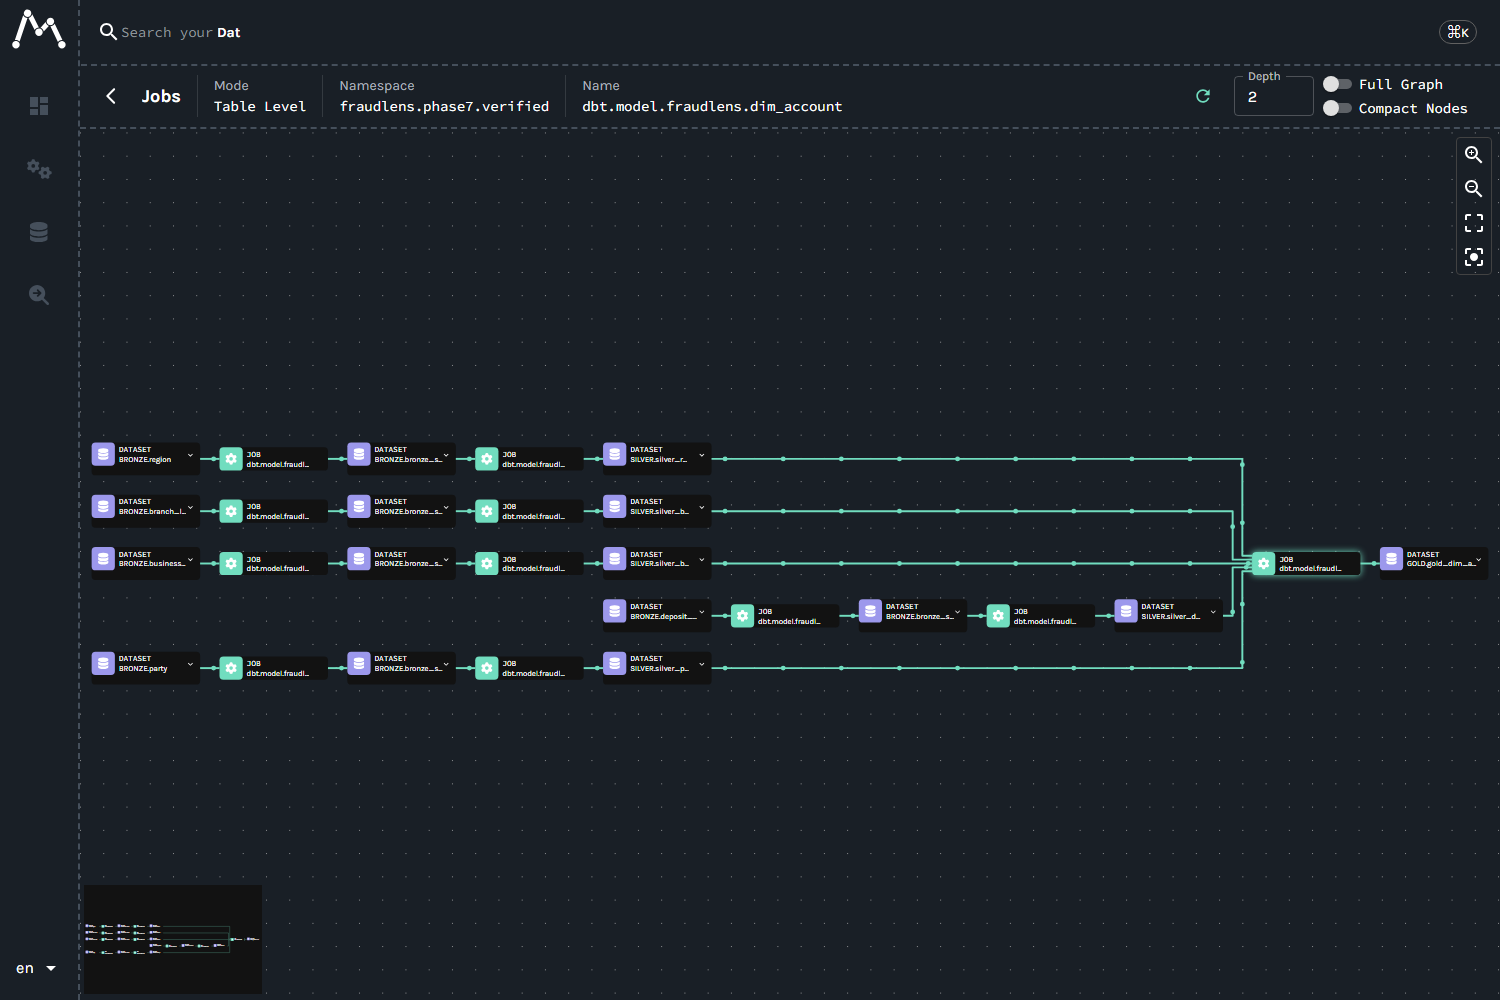 Search your Dat
⌘K
Jobs
Mode
Table Level
Namespace
fraudlens.phase7.verified
Name
dbt.model.fraudlens.dim_account
Depth
2
Full Graph
Compact Nodes
DATASET
BRONZE.region
JOB
dbt.model.fraudl...
DATASET
BRONZE.bronze_s...
JOB
dbt.model.fraudl...
DATASET
SILVER.silver_r...
DATASET
BRONZE.branch_l...
JOB
dbt.model.fraudl...
DATASET
BRONZE.bronze_s...
JOB
dbt.model.fraudl...
DATASET
SILVER.silver_b...
DATASET
BRONZE.business...
JOB
dbt.model.fraudl...
DATASET
BRONZE.bronze_s...
JOB
dbt.model.fraudl...
DATASET
SILVER.silver_b...
JOB
dbt.model.fraudl...
DATASET
GOLD.gold_dim_a...
DATASET
BRONZE.deposit_...
JOB
dbt.model.fraudl...
DATASET
BRONZE.bronze_s...
JOB
dbt.model.fraudl...
DATASET
SILVER.silver_d...
DATASET
BRONZE.party
JOB
dbt.model.fraudl...
DATASET
BRONZE.bronze_s...
JOB
dbt.model.fraudl...
DATASET
SILVER.silver_p...
en